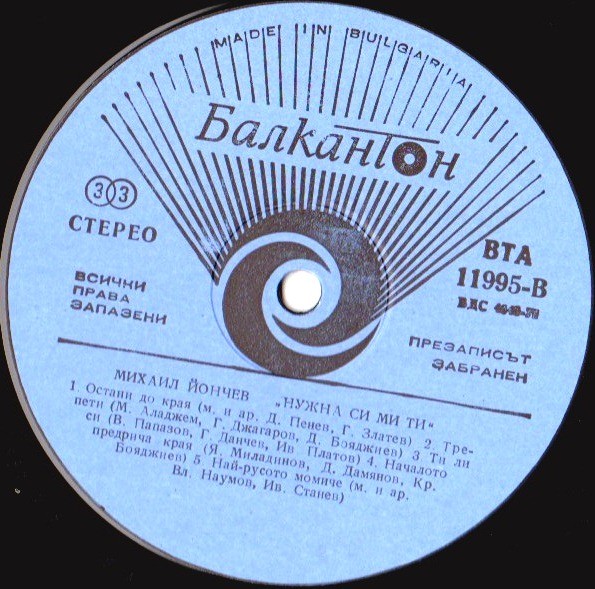 MADE IN BULGARIA
Балкантон
33
СТЕРЕО
ВСИЧКИ
ПРАВА
ЗАПАЗЕНИ
ВТА
11995-В
ПРЕЗАПИСЪТ
ЗАБРАНЕН
МИХАИЛ ЙОНЧЕВ „НУЖНА СИ МИ ТИ“
1. Остани до края (м. и ар. Д. Пенев, Г. Златев) 2. Тре-
пети (М. Аладжем, Г. Джагаров, Д. Бояджиев) 3 Ти ли
си (В. Папазов, Г. Данчев, Ив. Платов) 4. Началото
предрича края (Я. Миладинов, Д. Дамянов, Кр.
Бояджиев) 5. Най-русото момиче (м. и ар.
Вл. Наумов, Ив. Станев)